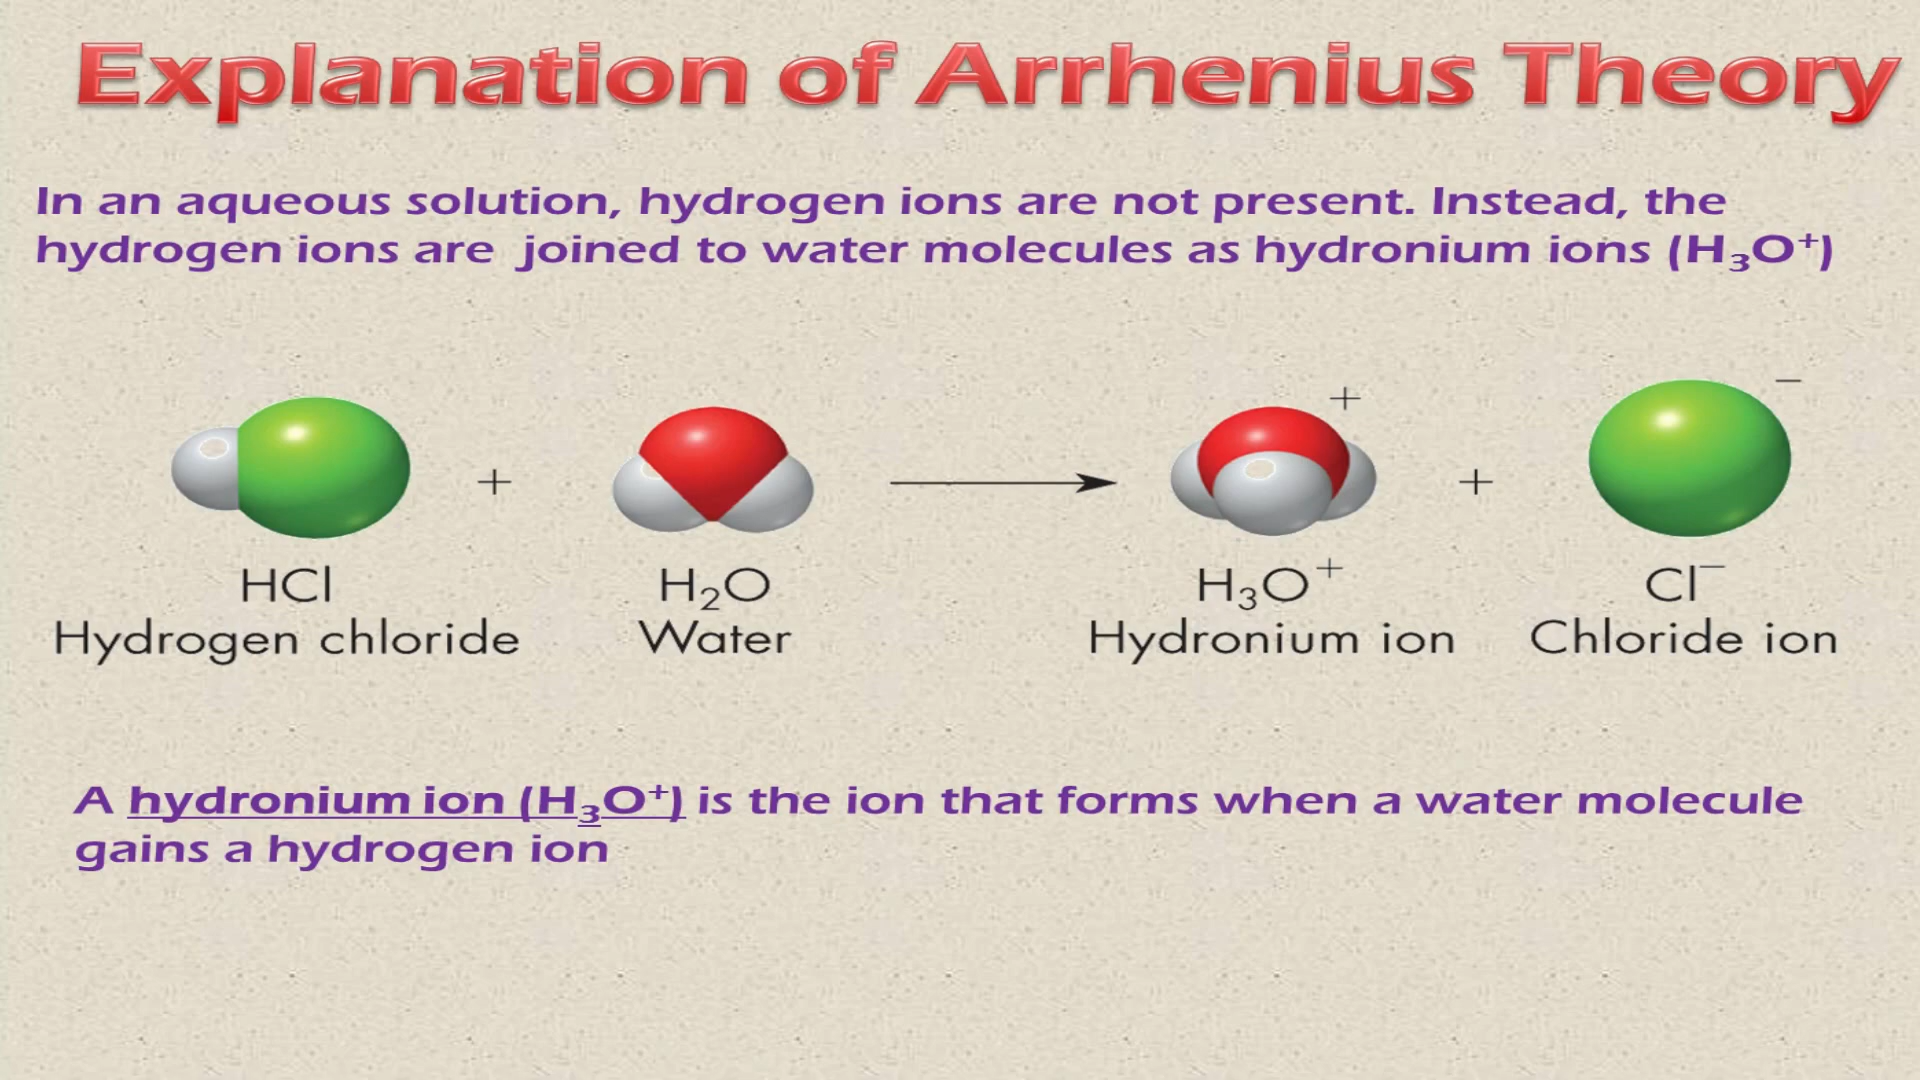 Explanation of Arrhenius Theory
In an aqueous solution, hydrogen ions are not present. Instead, the
hydrogen ions are joined to water molecules as hydronium ions (H₃O⁺)
+ −
+ +
HCl H₂O H₃O⁺ Cl⁻
Hydrogen chloride Water Hydronium ion Chloride ion
A hydronium ion (H₃O⁺) is the ion that forms when a water molecule
gains a hydrogen ion